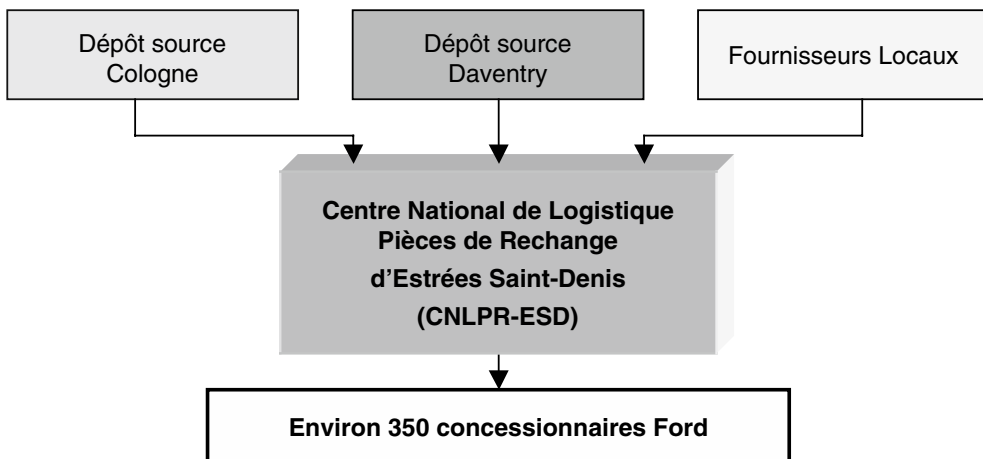 Dépôt source
Cologne
Dépôt source
Daventry
Fournisseurs Locaux
Centre National de Logistique
Pièces de Rechange
d’Estrées Saint-Denis
(CNLPR-ESD)
Environ 350 concessionnaires Ford